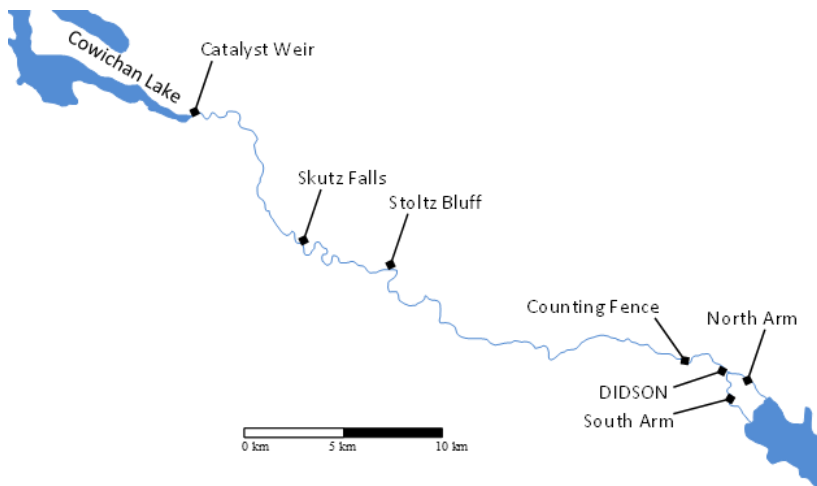 Cowichan Lake
Catalyst Weir
Skutz Falls
Stoltz Bluff
Counting Fence
North Arm
DIDSON
South Arm
0 km 5 km 10 km